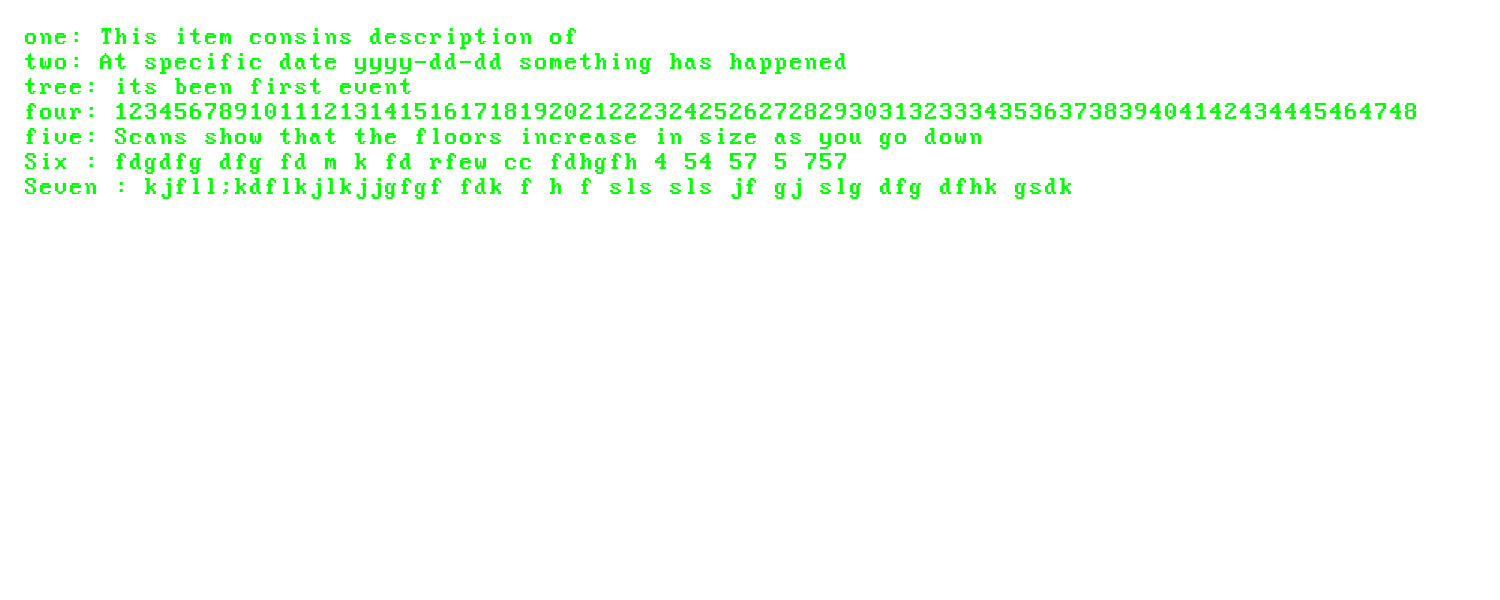 one: This item consins description of
two: At specific date yyyy-dd-dd something has happened
tree: its been first event
four: 123456789101112131415161718192021222324252627282930313233343536373839404142434445464748
five: Scans show that the floors increase in size as you go down
Six : fdgdfg dfg fd m k fd rfew cc fdhgfh 4 54 57 5 757
Seven : kjfll;kdflkjlkjjgfgf fdk f h f sls sls jf gj slg dfg dfhk gsdk